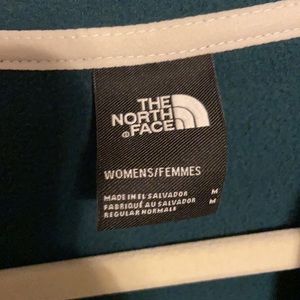 THE
NORTH
FACE
WOMENS/FEMMES
MADE IN EL SALVADOR M
FABRIQUÉ AU SALVADOR M
REGULAR NORMALE